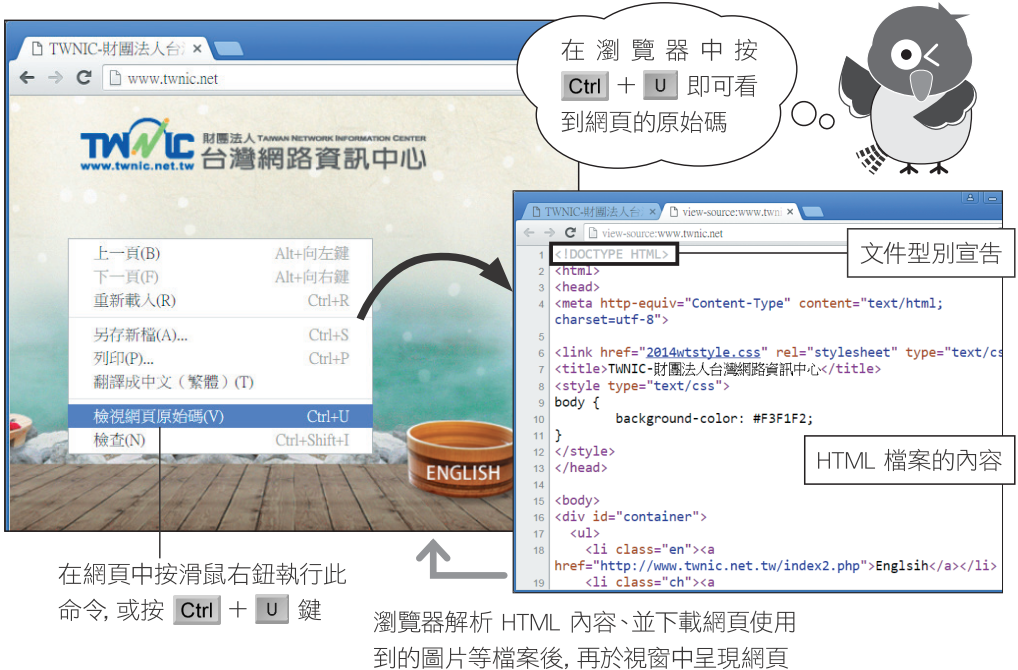 TWNIC-財團法人台
www.twnic.net
TWNIC
www.twnic.net.tw
財團法人 TAIWAN NETWORK INFORMATION CENTER
台灣網路資訊中心
在瀏覽器中按
Ctrl + U 即可看
到網頁的原始碼
上一頁(B) Alt+向左鍵
下一頁(F) Alt+向右鍵
重新載入(R) Ctrl+R
另存新檔(A)... Ctrl+S
列印(P)... Ctrl+P
翻譯成中文（繁體）(T)
檢視網頁原始碼(V) Ctrl+U
檢查(N) Ctrl+Shift+I
ENGLISH
TWNIC-財團法人台
view-source:www.twn
view-source:www.twnic.net
1 <!DOCTYPE HTML>
2 <html>
3 <head>
4 <meta http-equiv="Content-Type" content="text/html;
charset=utf-8">
5
6 <link href="2014wtstyle.css" rel="stylesheet" type="text/cs
7 <title>TWNIC-財團法人台灣網路資訊中心</title>
8 <style type="text/css">
9 body {
10 background-color: #F3F1F2;
11 }
12 </style>
13 </head>
14
15 <body>
16 <div id="container">
17 <ul>
18 <li class="en"><a
href="http://www.twnic.net.tw/index2.php">Englsih</a></li>
19 <li class="ch"><a
文件型別宣告
HTML 檔案的內容
在網頁中按滑鼠右鈕執行此
命令, 或按 Ctrl + U 鍵
瀏覽器解析 HTML 內容、並下載網頁使用
到的圖片等檔案後, 再於視窗中呈現網頁